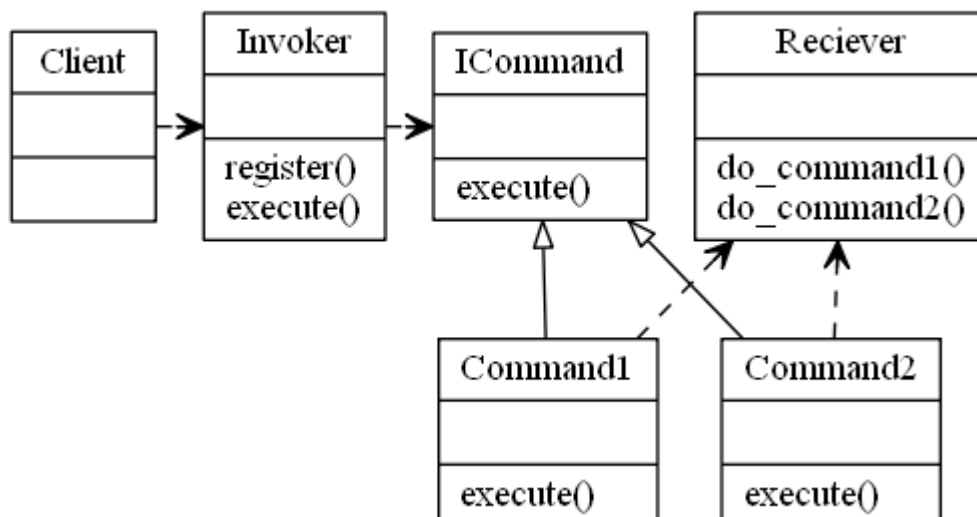 Client
Invoker
register()
execute()
ICommand
execute()
Reciever
do_command1()
do_command2()
Command1
execute()
Command2
execute()